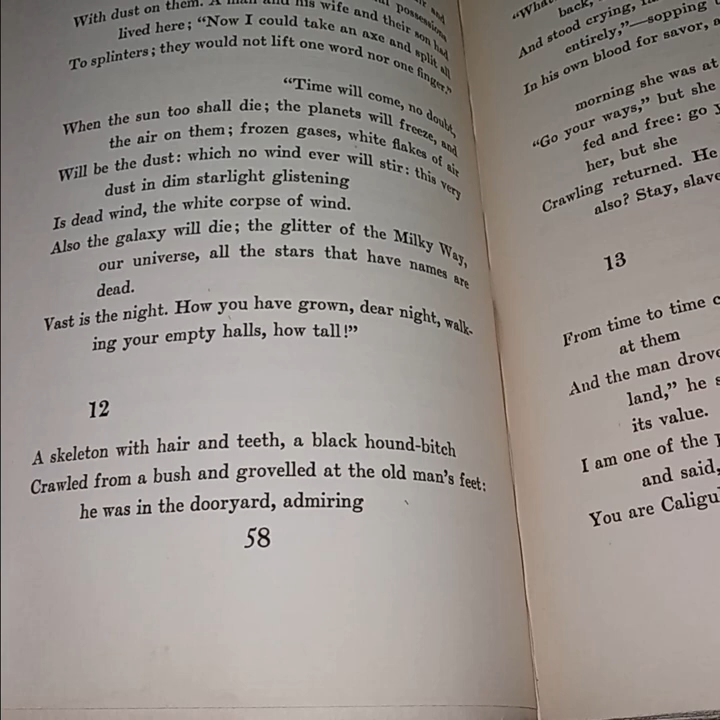 With dust on them. A man and his wife and their son had
lived here; "Now I could take an axe and split all
To splinters; they would not lift one word nor one finger."
"Time will come, no doubt,
When the sun too shall die; the planets will freeze, and
the air on them; frozen gases, white flakes of air
Will be the dust: which no wind ever will stir: this very
dust in dim starlight glistening
Is dead wind, the white corpse of wind.
Also the galaxy will die; the glitter of the Milky Way,
our universe, all the stars that have names are
dead.
Vast is the night. How you have grown, dear night, walk-
ing your empty halls, how tall!"
12
A skeleton with hair and teeth, a black hound-bitch
Crawled from a bush and grovelled at the old man's feet:
he was in the dooryard, admiring
58
back,
And stood crying,
entirely,"—sopping
In his own blood for savor,
morning she was at
"Go your ways," but she
fed and free: go
her, but she
Crawling returned. He
also? Stay, slave
13
From time to time
at them
And the man drove
land," he
its value.
I am one of the
and said,
You are